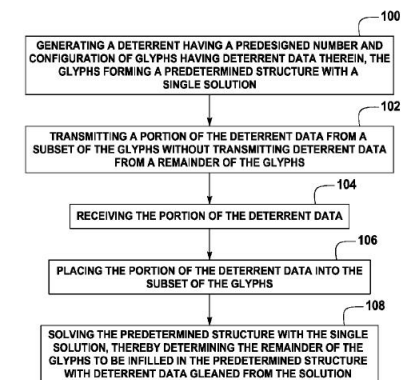 100
GENERATING A DETERRENT HAVING A PREDESIGNED NUMBER AND
CONFIGURATION OF GLYPHS HAVING DETERRENT DATA THEREIN, THE
GLYPHS FORMING A PREDETERMINED STRUCTURE WITH A
SINGLE SOLUTION
102
TRANSMITTING A PORTION OF THE DETERRENT DATA FROM A
SUBSET OF THE GLYPHS WITHOUT TRANSMITTING DETERRENT DATA
FROM A REMAINDER OF THE GLYPHS
104
RECEIVING THE PORTION OF THE DETERRENT DATA
106
PLACING THE PORTION OF THE DETERRENT DATA INTO THE
SUBSET OF THE GLYPHS
108
SOLVING THE PREDETERMINED STRUCTURE WITH THE SINGLE
SOLUTION, THEREBY DETERMINING THE REMAINDER OF THE
GLYPHS TO BE INFILLED IN THE PREDETERMINED STRUCTURE
WITH DETERRENT DATA GLEANED FROM THE SOLUTION